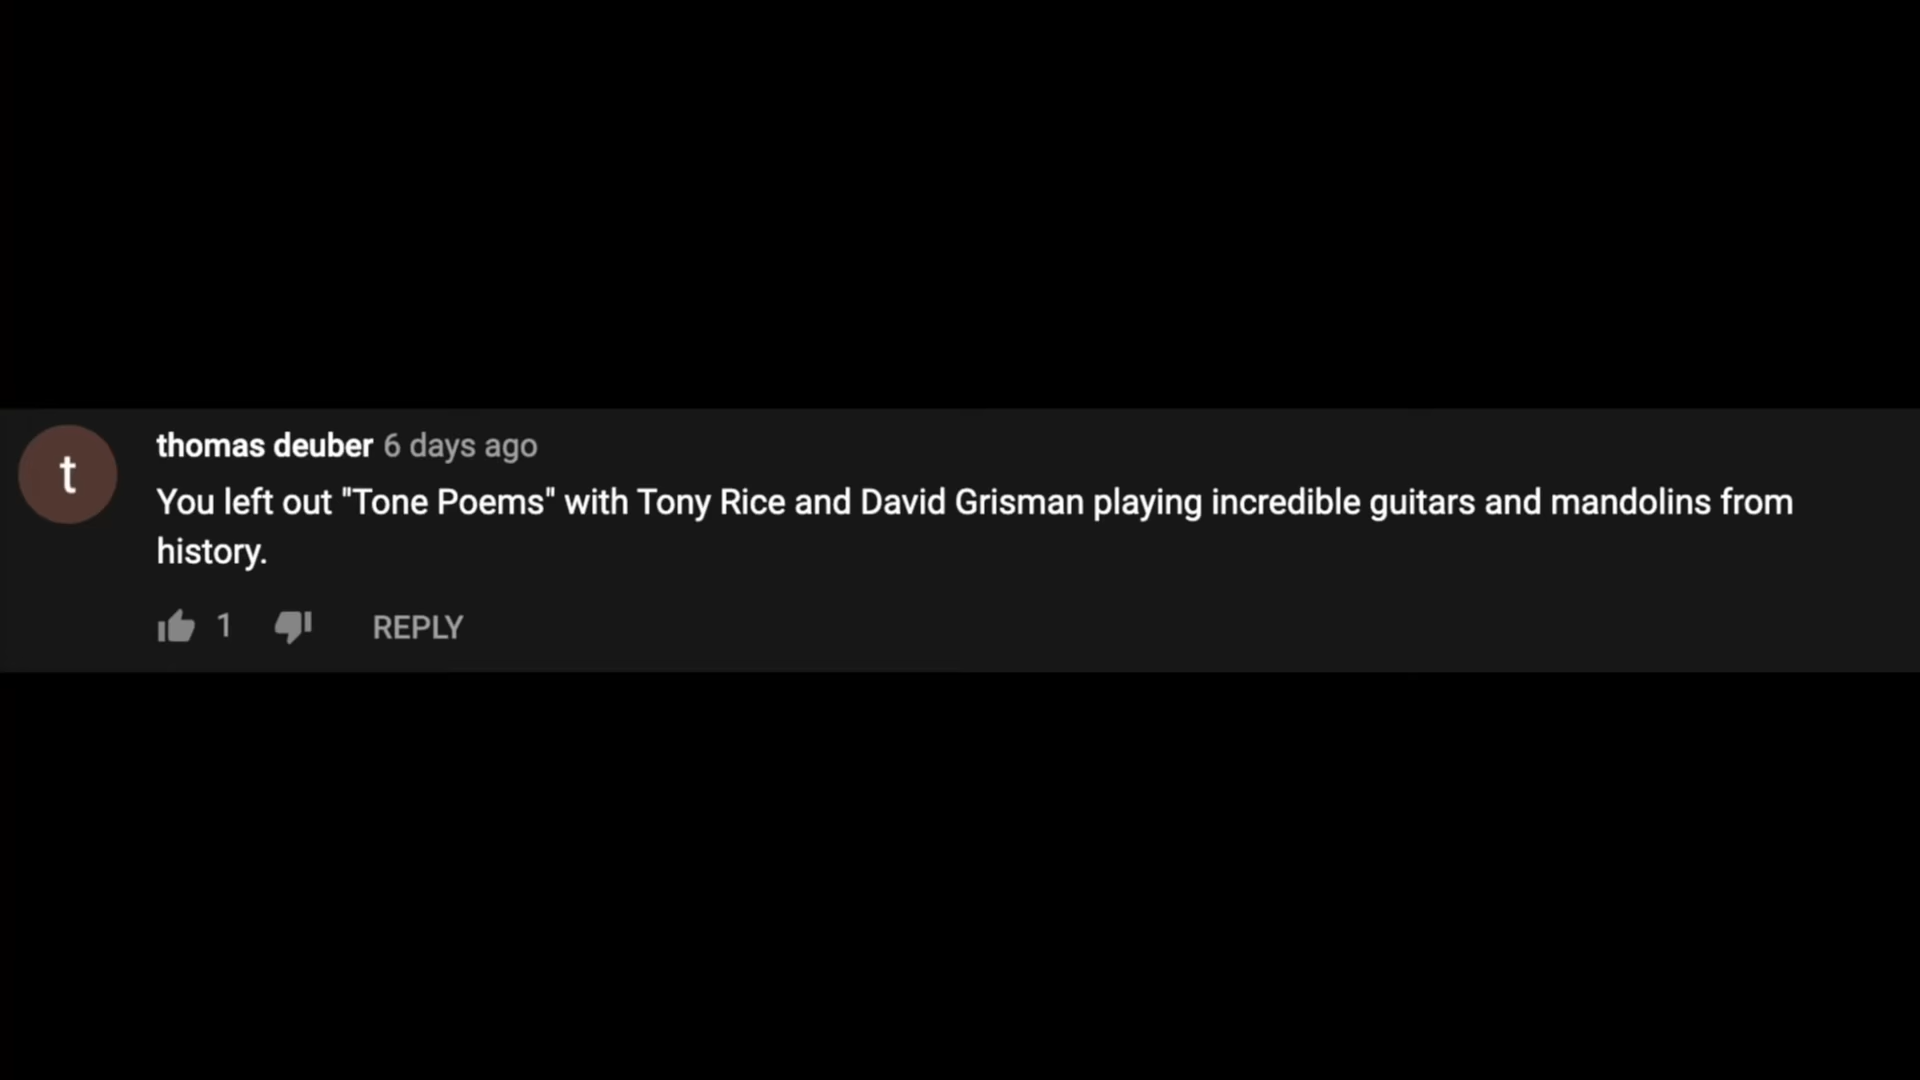 t
thomas deuber 6 days ago
You left out "Tone Poems" with Tony Rice and David Grisman playing incredible guitars and mandolins from
history.
1 REPLY